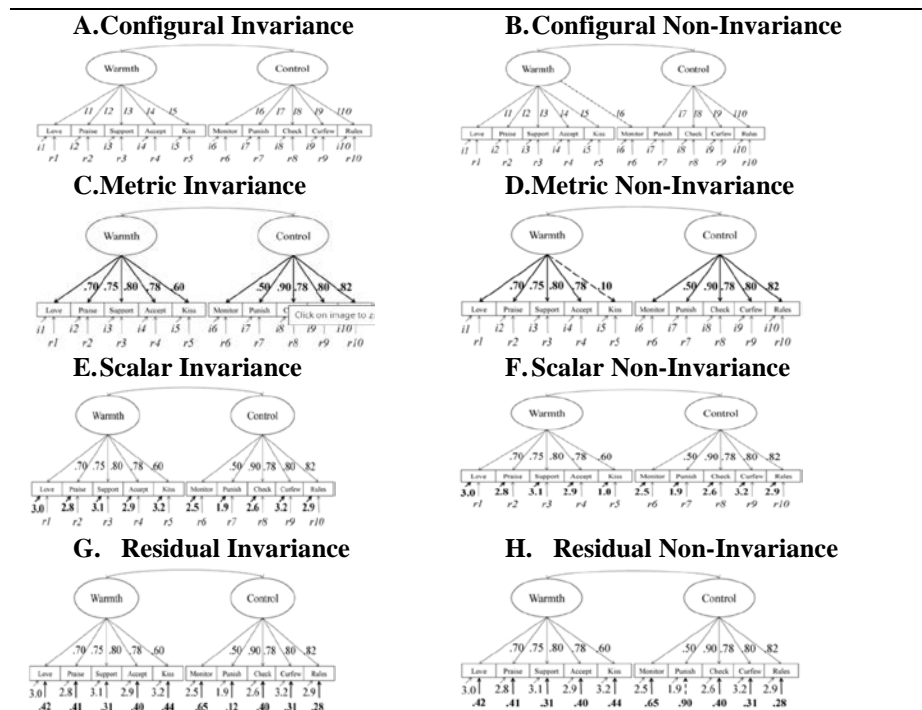 A.Configural Invariance
B.Configural Non-Invariance
Warmth Control
Warmth Control
l1 l2 l3 l4 l5 l6 l7 l8 l9 l10
l1 l2 l3 l4 l5 l6 l7 l8 l9 l10
Love Praise Support Accept Kiss Monitor Punish Check Curfew Rules
Love Praise Support Accept Kiss Monitor Punish Check Curfew Rules
i1 i2 i3 i4 i5 i6 i7 i8 i9 i10
i1 i2 i3 i4 i5 i6 i7 i8 i9 i10
r1 r2 r3 r4 r5 r6 r7 r8 r9 r10
r1 r2 r3 r4 r5 r6 r7 r8 r9 r10
C.Metric Invariance
D.Metric Non-Invariance
Warmth Control
Warmth Control
.70 .75 .80 .78 .60 .50 .90 .78 .80 .82
.70 .75 .80 .78 .10 .50 .90 .78 .80 .82
Love Praise Support Accept Kiss Monitor Punish Curfew Rules
Love Praise Support Accept Kiss Monitor Punish Check Curfew Rules
Click on image to z
i1 i2 i3 i4 i5 i6 i7 i8 i9 i10
i1 i2 i3 i4 i5 i6 i7 i8 i9 i10
r1 r2 r3 r4 r5 r6 r7 r8 r9 r10
r1 r2 r3 r4 r5 r6 r7 r8 r9 r10
E.Scalar Invariance
F.Scalar Non-Invariance
Warmth Control
Warmth Control
.70 .75 .80 .78 .60 .50 .90 .78 .80 .82
.70 .75 .80 .78 .60 .50 .90 .78 .80 .82
Love Praise Support Accept Kiss Monitor Punish Check Curfew Rules
Love Praise Support Accept Kiss Monitor Punish Check Curfew Rules
3.0 2.8 3.1 2.9 3.2 2.5 1.9 2.6 3.2 2.9
3.0 2.8 3.1 2.9 1.0 2.5 1.9 2.6 3.2 2.9
r1 r2 r3 r4 r5 r6 r7 r8 r9 r10
r1 r2 r3 r4 r5 r6 r7 r8 r9 r10
G. Residual Invariance
H. Residual Non-Invariance
Warmth Control
Warmth Control
.70 .75 .80 .78 .60 .50 .90 .78 .80 .82
.70 .75 .80 .78 .60 .50 .90 .78 .80 .82
Love Praise Support Accept Kiss Monitor Punish Check Curfew Rules
Love Praise Support Accept Kiss Monitor Punish Check Curfew Rules
3.0 2.8 3.1 2.9 3.2 2.5 1.9 2.6 3.2 2.9
3.0 2.8 3.1 2.9 3.2 2.5 1.9 2.6 3.2 2.9
.42 .41 .31 .40 .44 .65 .12 .40 .31 .28
.42 .41 .31 .40 .44 .65 .90 .40 .31 .28